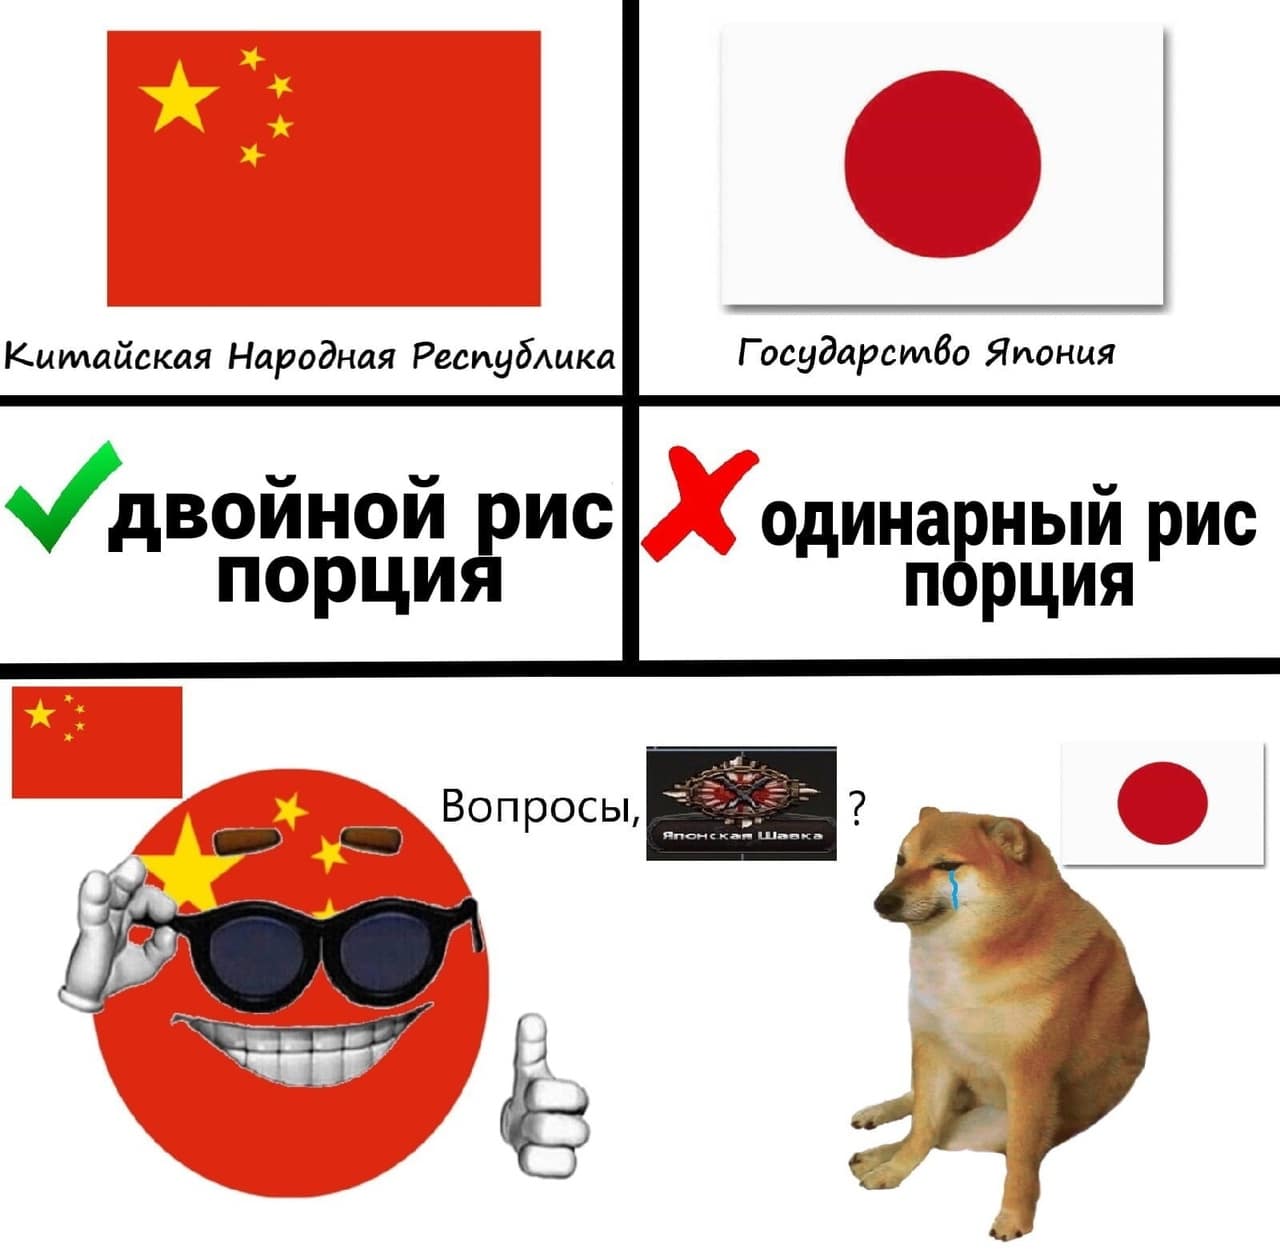 Китайская Народная Республика
Государство Япония
двойной рис
порция
одинарный рис
порция
Вопросы,
Японская Шавка
?